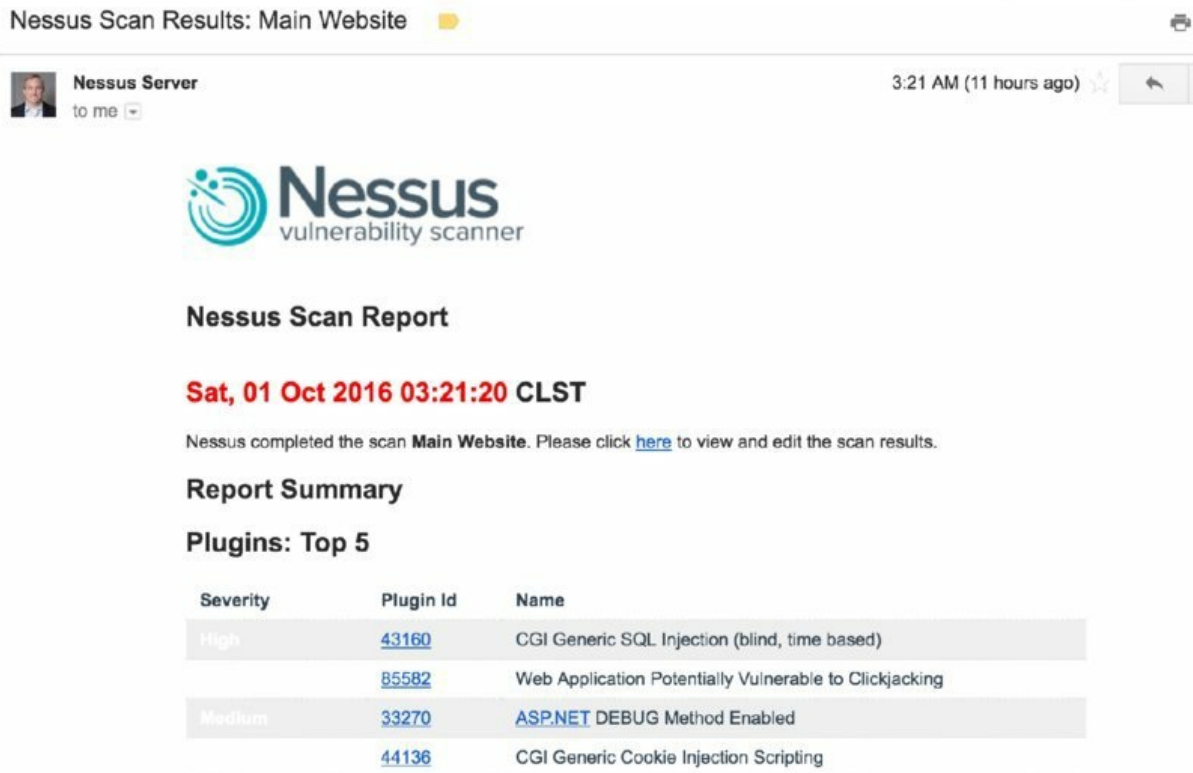 Nessus Scan Results: Main Website
Nessus Server
3:21 AM (11 hours ago)
to me
Nessus
vulnerability scanner
Nessus Scan Report
Sat, 01 Oct 2016 03:21:20 CLST
Nessus completed the scan Main Website. Please click here to view and edit the scan results.
Report Summary
Plugins: Top 5
Severity Plugin Id Name
High 43160 CGI Generic SQL Injection (blind, time based)
85582 Web Application Potentially Vulnerable to Clickjacking
Medium 33270 ASP.NET DEBUG Method Enabled
44136 CGI Generic Cookie Injection Scripting